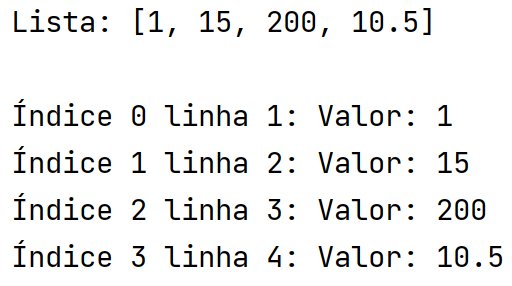 Lista: [1, 15, 200, 10.5]
Índice 0 linha 1: Valor: 1
Índice 1 linha 2: Valor: 15
Índice 2 linha 3: Valor: 200
Índice 3 linha 4: Valor: 10.5